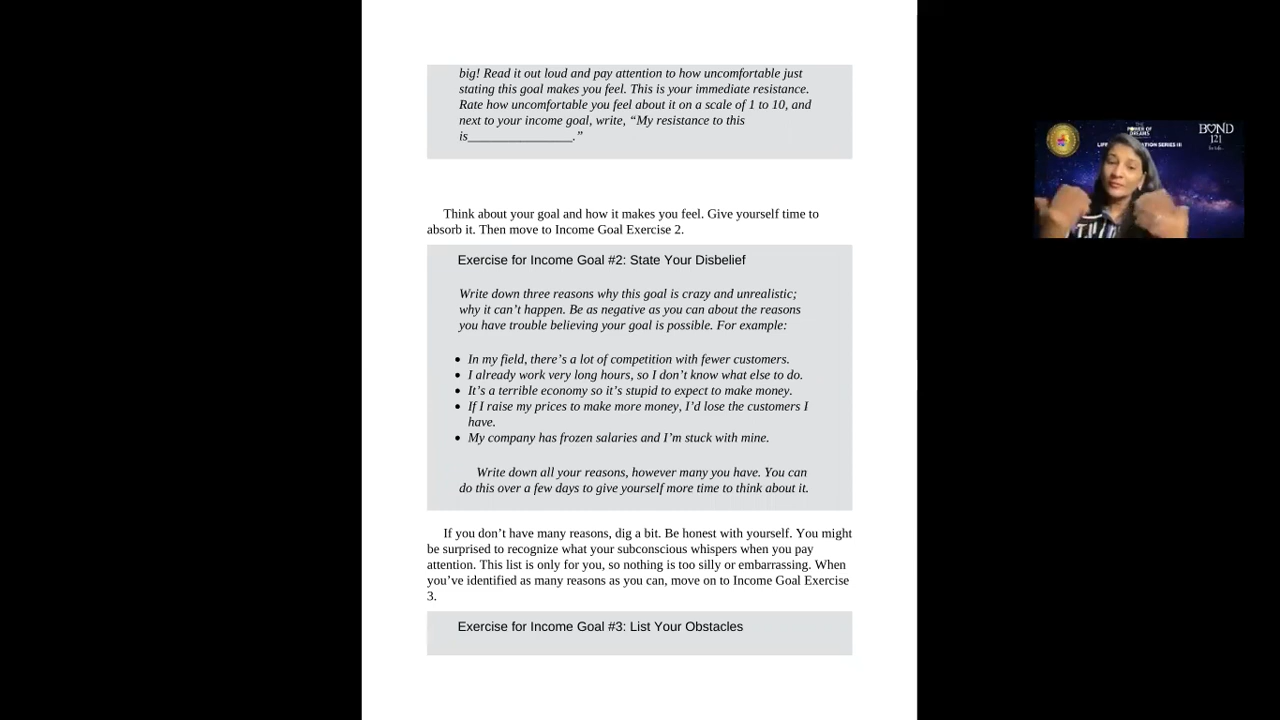 big! Read it out loud and pay attention to how uncomfortable just
stating this goal makes you feel. This is your immediate resistance.
Rate how uncomfortable you feel about it on a scale of 1 to 10, and
next to your income goal, write, “My resistance to this
is________________.”
Think about your goal and how it makes you feel. Give yourself time to
absorb it. Then move to Income Goal Exercise 2.
Exercise for Income Goal #2: State Your Disbelief
Write down three reasons why this goal is crazy and unrealistic;
why it can’t happen. Be as negative as you can about the reasons
you have trouble believing your goal is possible. For example:
• In my field, there’s a lot of competition with fewer customers.
• I already work very long hours, so I don’t know what else to do.
• It’s a terrible economy so it’s stupid to expect to make money.
• If I raise my prices to make more money, I’d lose the customers I
have.
• My company has frozen salaries and I’m stuck with mine.
Write down all your reasons, however many you have. You can
do this over a few days to give yourself more time to think about it.
If you don’t have many reasons, dig a bit. Be honest with yourself. You might
be surprised to recognize what your subconscious whispers when you pay
attention. This list is only for you, so nothing is too silly or embarrassing. When
you’ve identified as many reasons as you can, move on to Income Goal Exercise
3.
Exercise for Income Goal #3: List Your Obstacles
THE
POWER OF
DREAMS
BOND
121
SERIES III